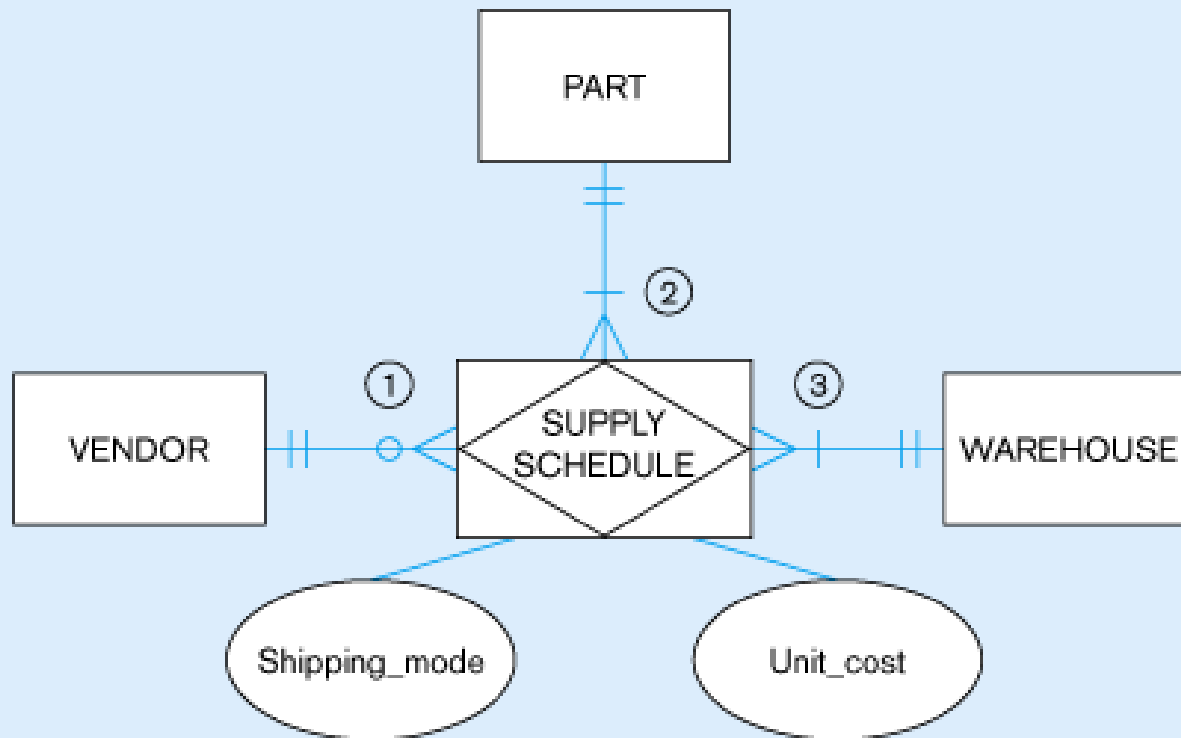 PART
②
①
③
VENDOR
SUPPLY
SCHEDULE
WAREHOUSE
Shipping_mode
Unit_cost